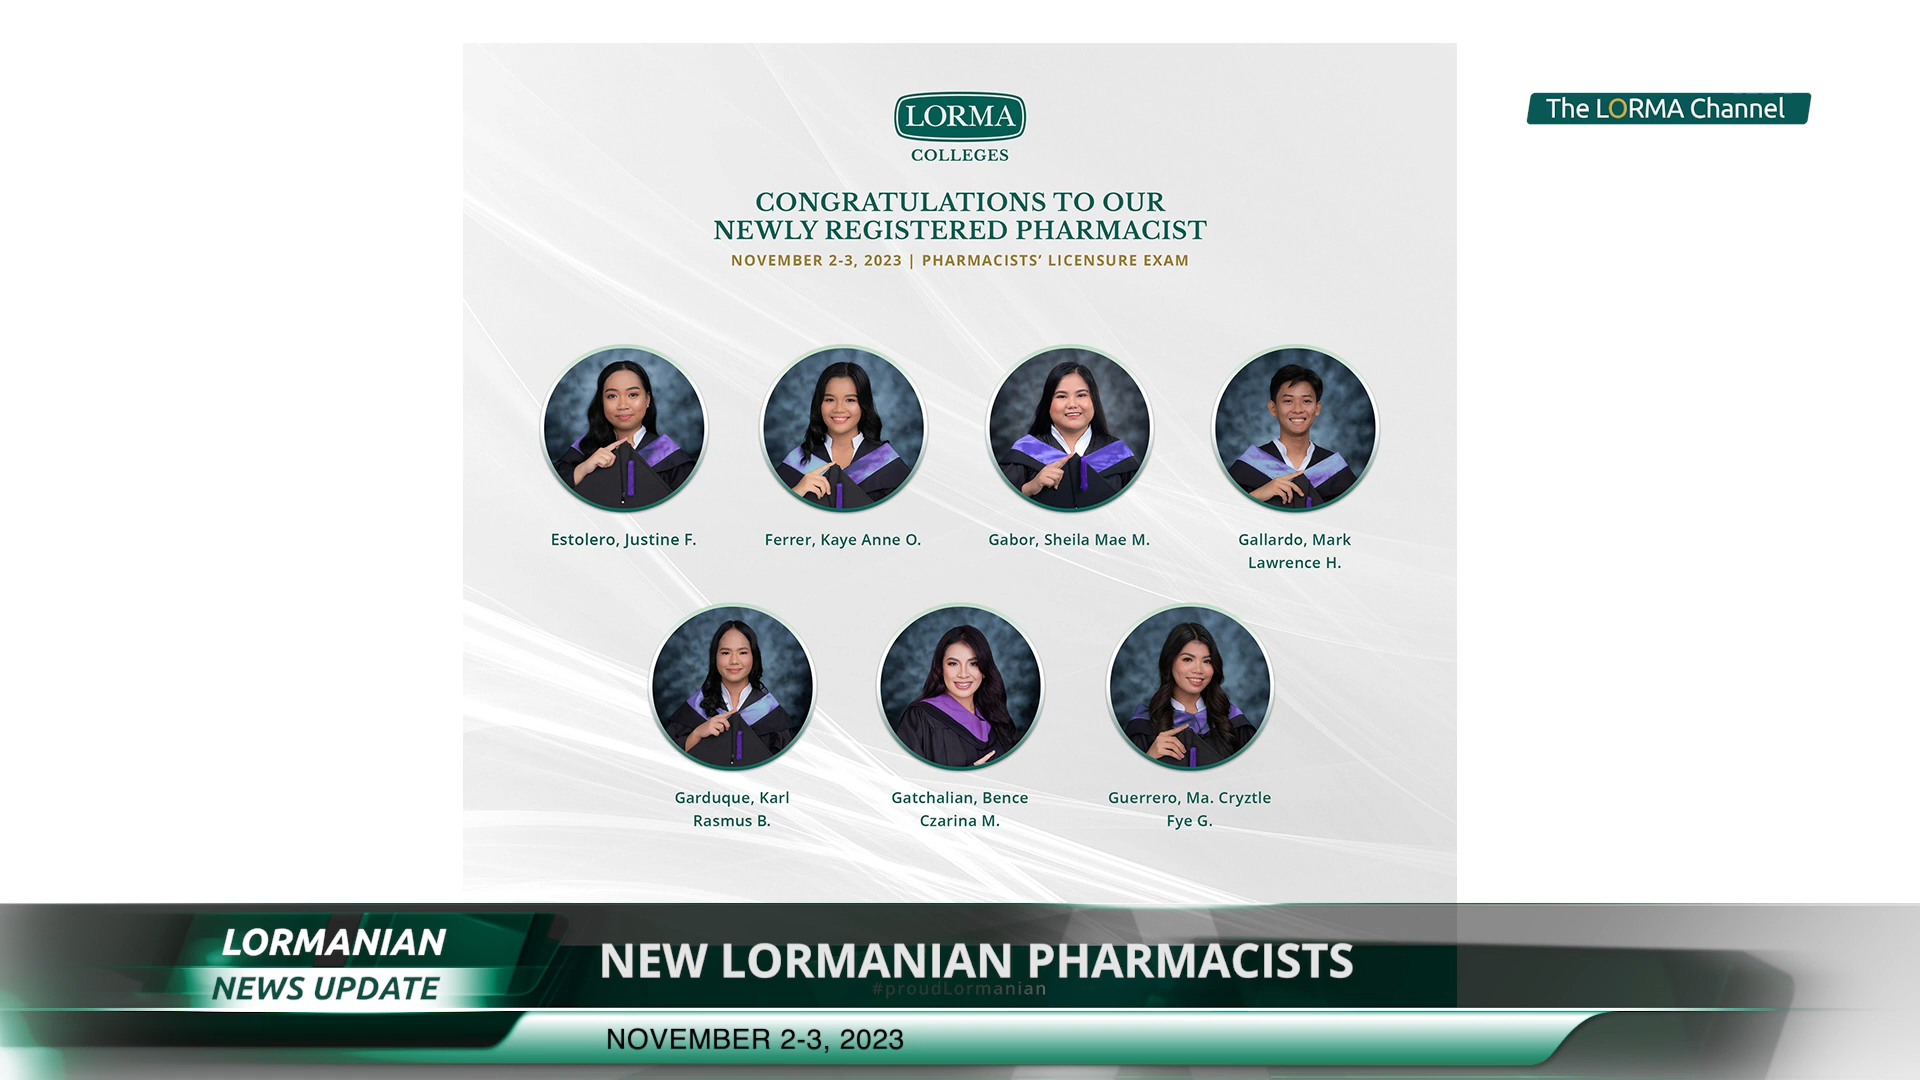 LORMA
COLLEGES
The LORMA Channel
CONGRATULATIONS TO OUR
NEWLY REGISTERED PHARMACIST
NOVEMBER 2-3, 2023 | PHARMACISTS' LICENSURE EXAM
Estolero, Justine F.
Ferrer, Kaye Anne O.
Gabor, Sheila Mae M.
Gallardo, Mark
Lawrence H.
Garduque, Karl
Rasmus B.
Gatchalian, Bence
Czarina M.
Guerrero, Ma. Cryztle
Fye G.
LORMANIAN
NEWS UPDATE
NEW LORMANIAN PHARMACISTS
#proudLormanian
NOVEMBER 2-3, 2023